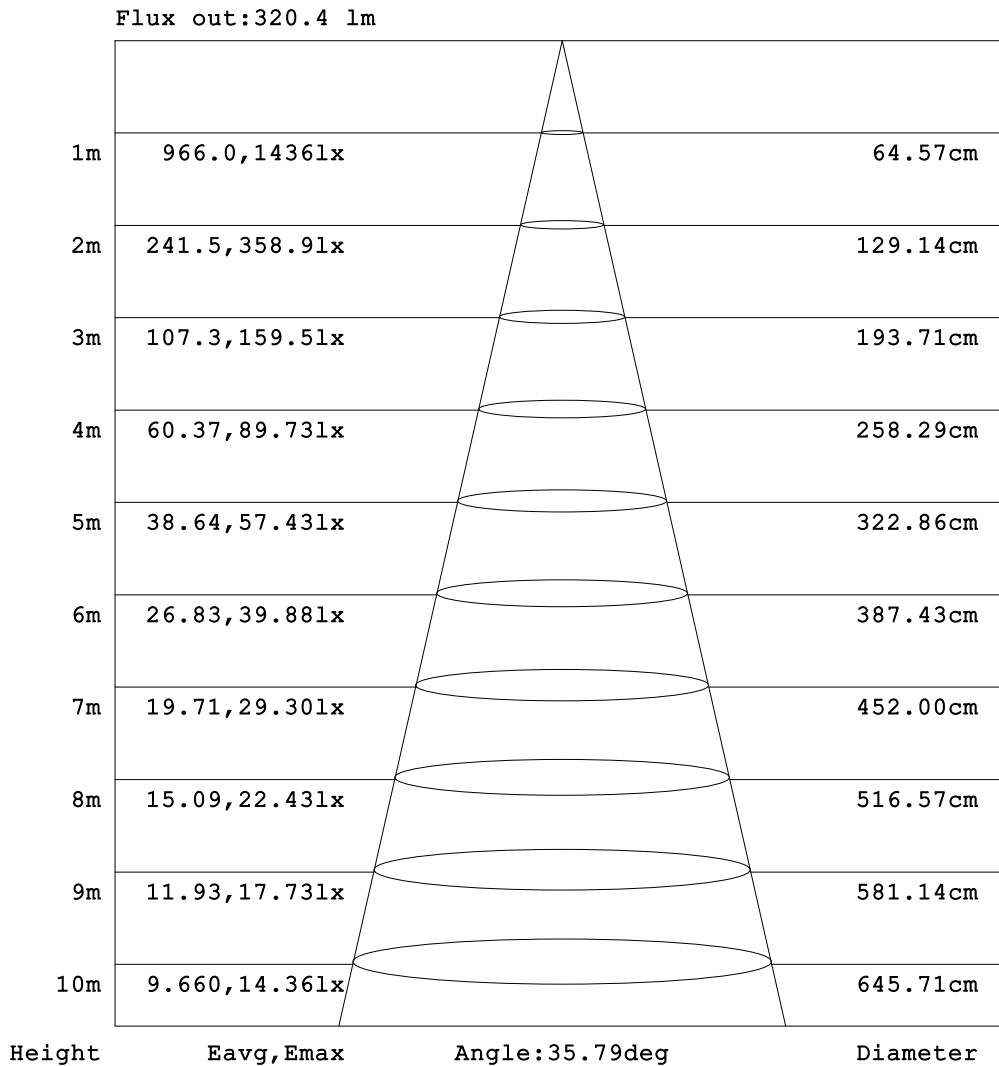 Flux out:320.4 lm
1m 966.0,1436lx 64.57cm
2m 241.5,358.9lx 129.14cm
3m 107.3,159.5lx 193.71cm
4m 60.37,89.73lx 258.29cm
5m 38.64,57.43lx 322.86cm
6m 26.83,39.88lx 387.43cm
7m 19.71,29.30lx 452.00cm
8m 15.09,22.43lx 516.57cm
9m 11.93,17.73lx 581.14cm
10m 9.660,14.36lx 645.71cm
Height Eavg,Emax Angle:35.79deg Diameter